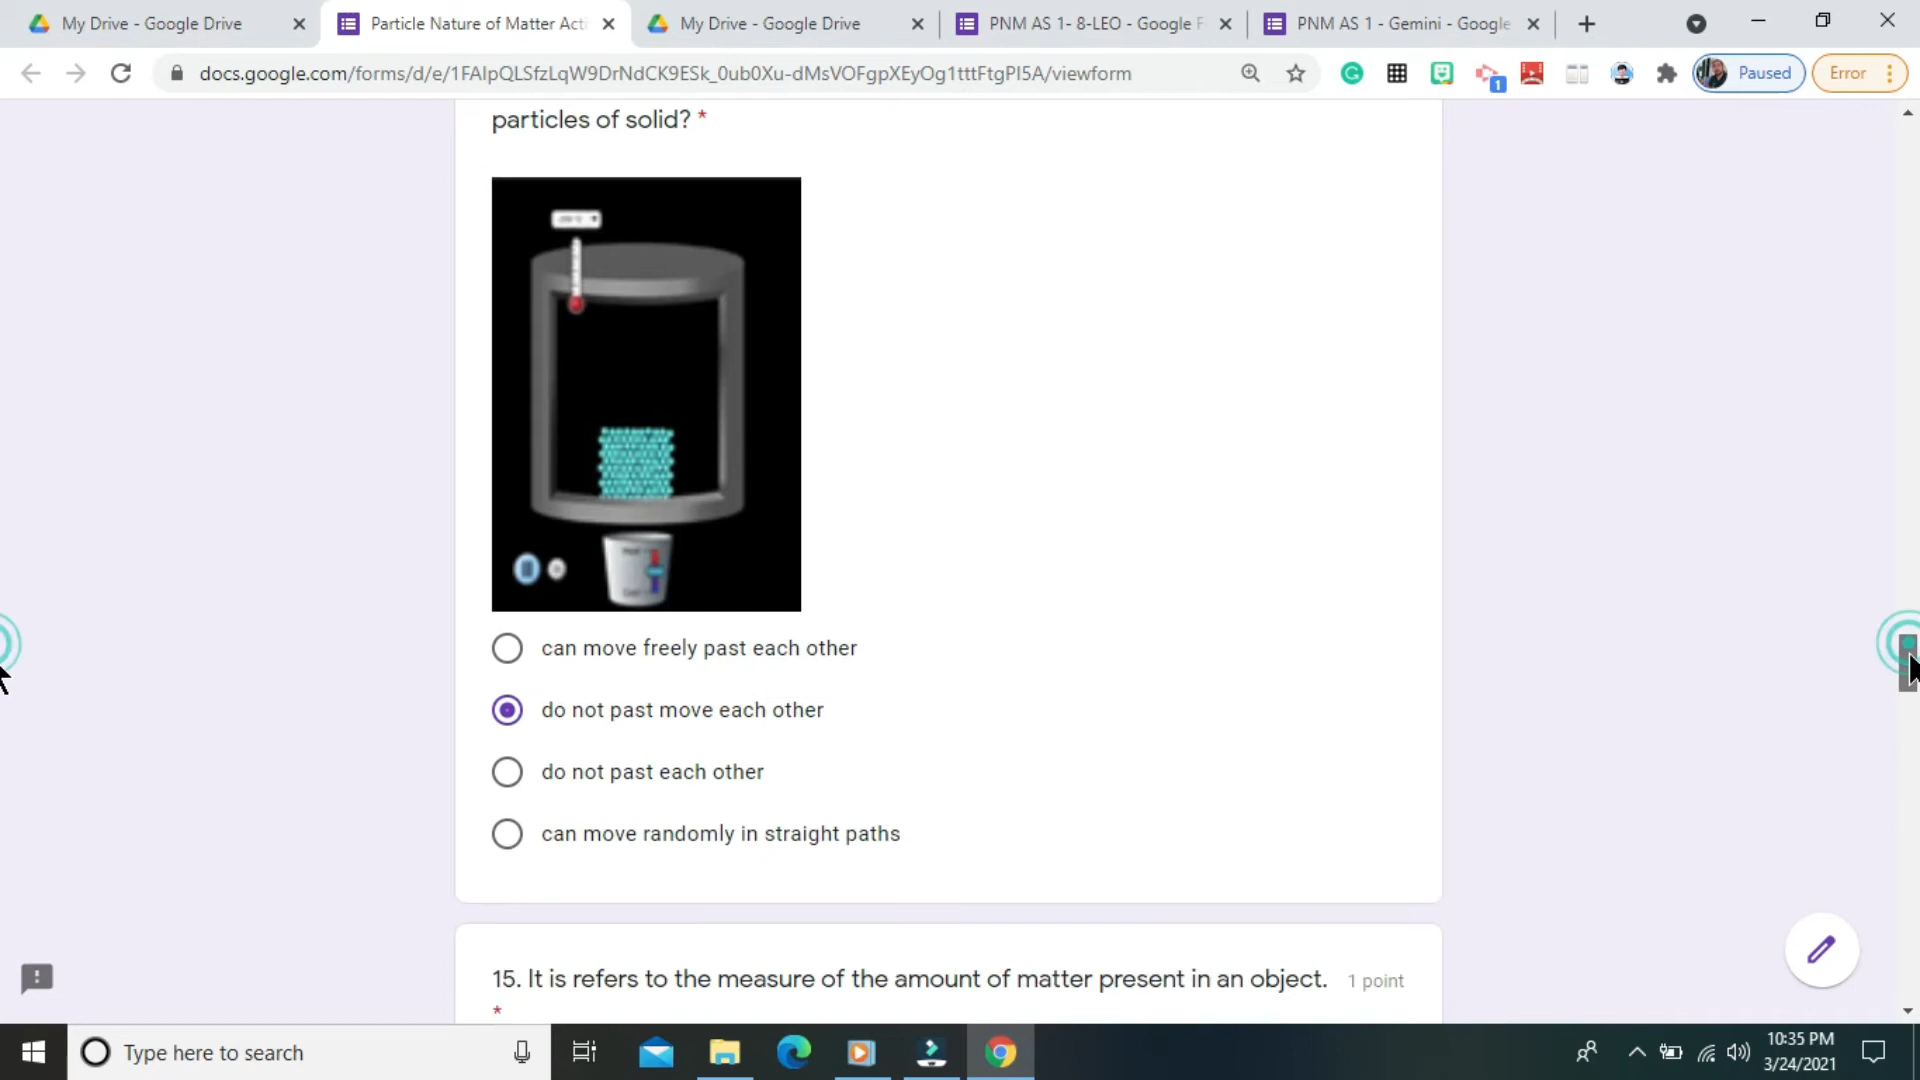 My Drive - Google Drive
Particle Nature of Matter Acti
My Drive - Google Drive
PNM AS 1- 8-LEO - Google F
PNM AS 1 - Gemini - Google
docs.google.com/forms/d/e/1FAIpQLSfzLqW9DrNdCK9ESk_0ub0Xu-dMsVOFgpXEyOg1tttFtgPI5A/viewform
1
Paused
Error
particles of solid? *
can move freely past each other
do not past move each other
do not past each other
can move randomly in straight paths
15. It is refers to the measure of the amount of matter present in an object.
1 point
*
Type here to search
10:35 PM
3/24/2021